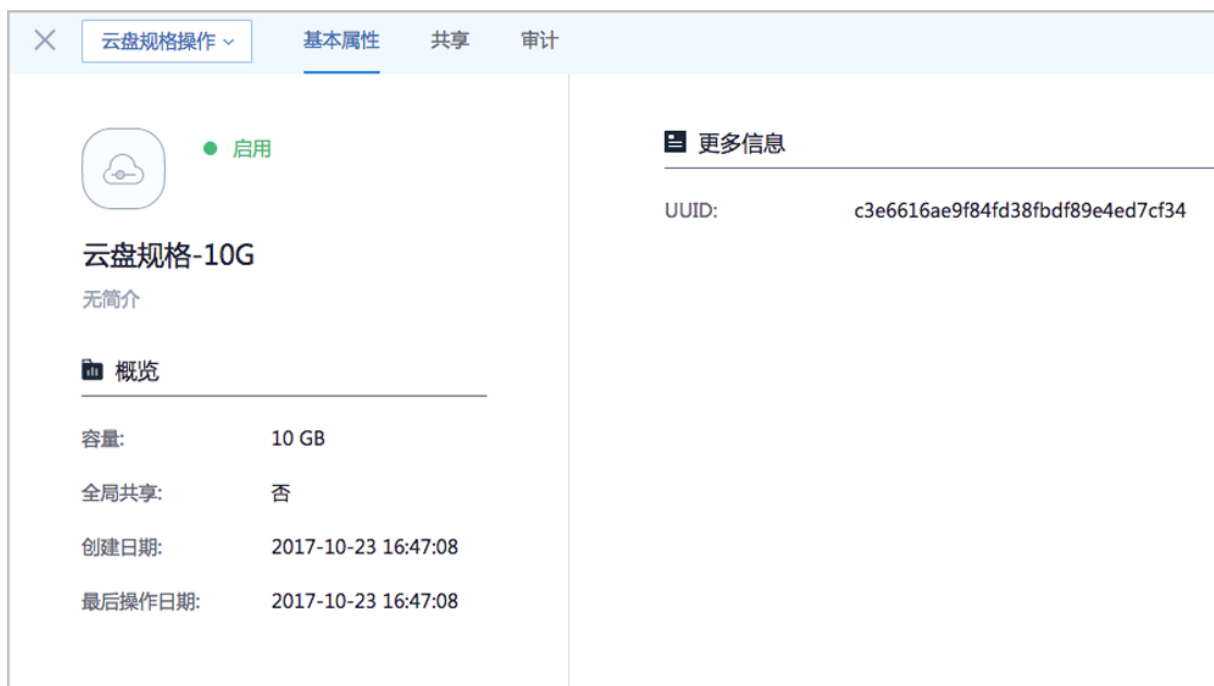 云盘规格操作 基本属性 共享 审计
启用
云盘规格-10G
无简介
概览
容量: 10 GB
全局共享: 否
创建日期: 2017-10-23 16:47:08
最后操作日期: 2017-10-23 16:47:08
更多信息
UUID: c3e6616ae9f84fd38fbdf89e4ed7cf34